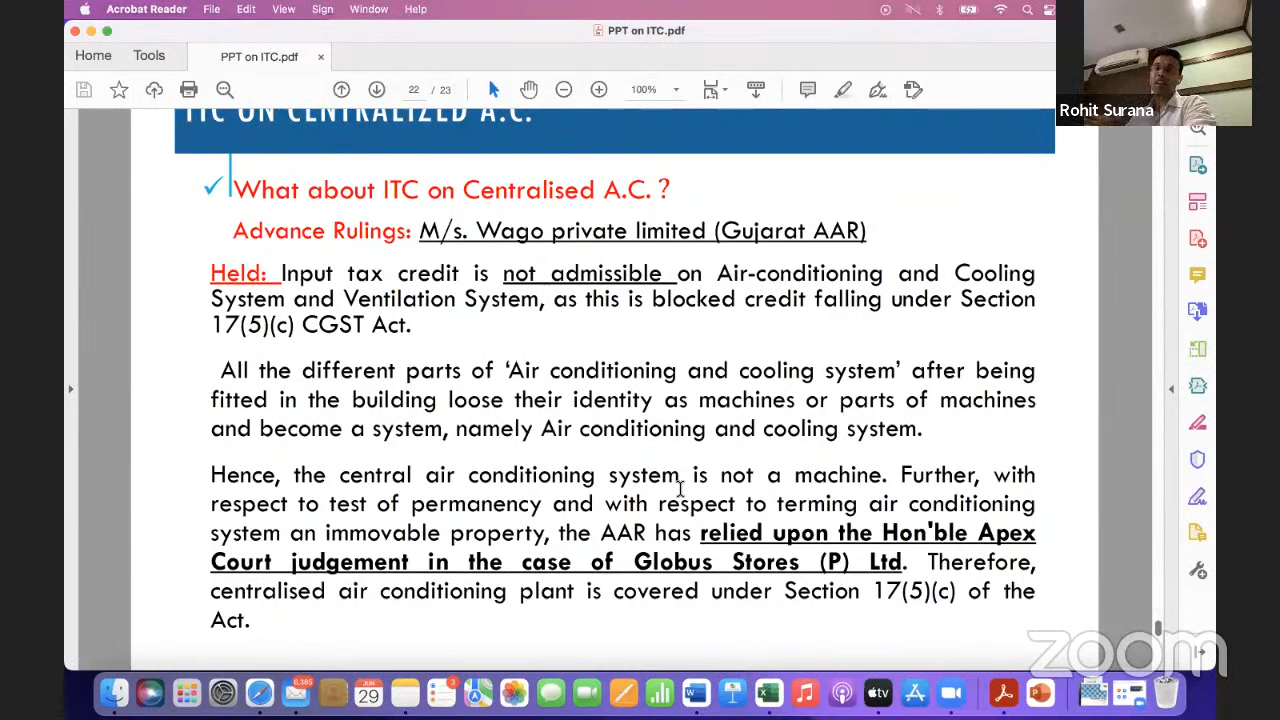 Acrobat Reader File Edit View Sign Window Help
PPT on ITC.pdf
Home Tools PPT on ITC.pdf ×
22 / 23 100%
Rohit Surana
ITC ON CENTRALIZED A.C.
What about ITC on Centralised A.C. ?
Advance Rulings: M/s. Wago private limited (Gujarat AAR)
Held: Input tax credit is not admissible on Air-conditioning and Cooling
System and Ventilation System, as this is blocked credit falling under Section
17(5)(c) CGST Act.
All the different parts of ‘Air conditioning and cooling system’ after being
fitted in the building loose their identity as machines or parts of machines
and become a system, namely Air conditioning and cooling system.
Hence, the central air conditioning system is not a machine. Further, with
respect to test of permanency and with respect to terming air conditioning
system an immovable property, the AAR has relied upon the Hon'ble Apex
Court judgement in the case of Globus Stores (P) Ltd. Therefore,
centralised air conditioning plant is covered under Section 17(5)(c) of the
Act.
zoom
6,385
JUN
29
3
tv